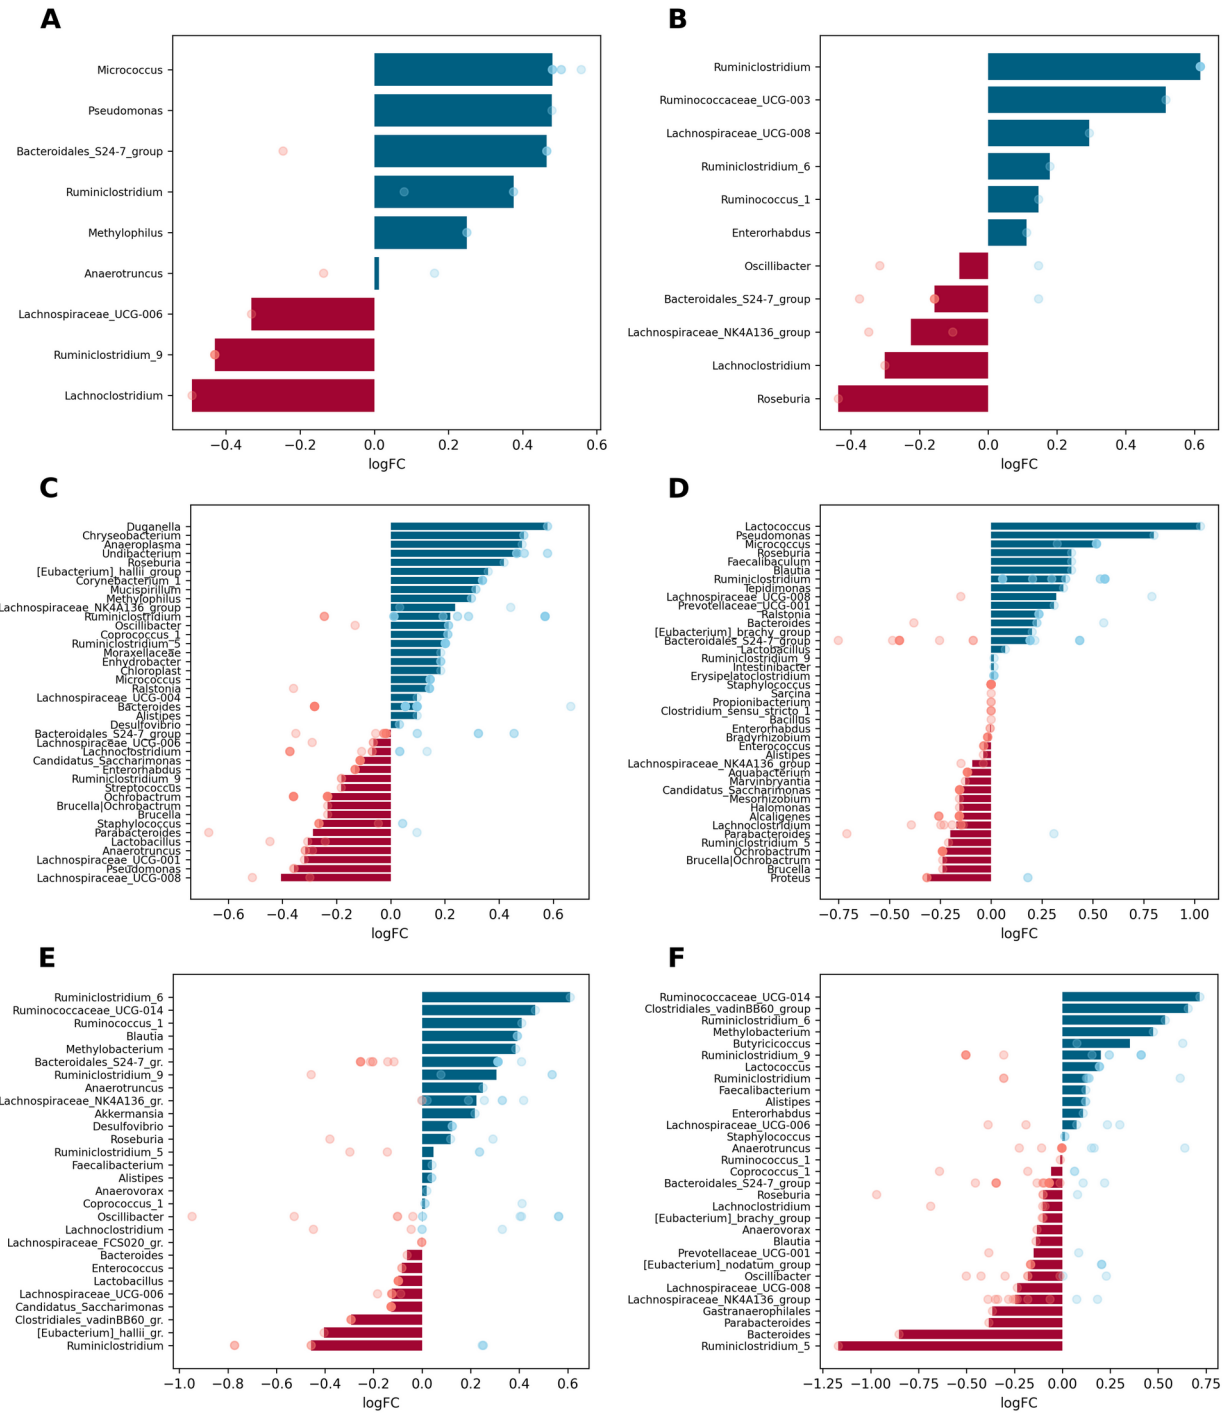 A
Micrococcus
Pseudomonas
Bacteroidales_S24-7_group
Ruminiclostridium
Methylophilus
Anaerotruncus
Lachnospiraceae_UCG-006
Ruminiclostridium_9
Lachnoclostridium
−0.4 −0.2 0.0 0.2 0.4 0.6
logFC
B
Ruminiclostridium
Ruminococcaceae_UCG-003
Lachnospiraceae_UCG-008
Ruminiclostridium_6
Ruminococcus_1
Enterorhabdus
Oscillibacter
Bacteroidales_S24-7_group
Lachnospiraceae_NK4A136_group
Lachnoclostridium
Roseburia
−0.4 −0.2 0.0 0.2 0.4 0.6
logFC
C
Duganella
Chryseobacterium
Anaeroplasma
Undibacterium
Roseburia
[Eubacterium]_hallii_group
Corynebacterium_1
Mucispirillum
Methylophilus
Lachnospiraceae_NK4A136_group
Ruminiclostridium
Oscillibacter
Coprococcus_1
Ruminiclostridium_5
Moraxellaceae
Enhydrobacter
Chloroplast
Micrococcus
Ralstonia
Lachnospiraceae_UCG-004
Bacteroides
Alistipes
Desulfovibrio
Bacteroidales_S24-7_group
Lachnospiraceae_UCG-006
Lachnoclostridium
Candidatus_Saccharimonas
Enterorhabdus
Ruminiclostridium_9
Streptococcus
Ochrobactrum
Brucella|Ochrobactrum
Brucella
Staphylococcus
Parabacteroides
Lactobacillus
Anaerotruncus
Lachnospiraceae_UCG-001
Pseudomonas
Lachnospiraceae_UCG-008
−0.6 −0.4 −0.2 0.0 0.2 0.4 0.6
logFC
D
Lactococcus
Pseudomonas
Micrococcus
Roseburia
Faecalibaculum
Blautia
Ruminiclostridium
Tepidimonas
Lachnospiraceae_UCG-008
Prevotellaceae_UCG-001
Ralstonia
Bacteroides
[Eubacterium]_brachy_group
Bacteroidales_S24-7_group
Lactobacillus
Ruminiclostridium_9
Intestinibacter
Erysipelatoclostridium
Staphylococcus
Sarcina
Propionibacterium
Clostridium_sensu_stricto_1
Bacillus
Enterorhabdus
Bradyrhizobium
Enterococcus
Alistipes
Lachnospiraceae_NK4A136_group
Aquabacterium
Marvinbryantia
Candidatus_Saccharimonas
Mesorhizobium
Halomonas
Alcaligenes
Lachnoclostridium
Parabacteroides
Ruminiclostridium_5
Ochrobactrum
Brucella|Ochrobactrum
Brucella
Proteus
−0.75 −0.50 −0.25 0.00 0.25 0.50 0.75 1.00
logFC
E
Ruminiclostridium_6
Ruminococcaceae_UCG-014
Ruminococcus_1
Blautia
Methylobacterium
Bacteroidales_S24-7_gr.
Ruminiclostridium_9
Anaerotruncus
Lachnospiraceae_NK4A136_gr.
Akkermansia
Desulfovibrio
Roseburia
Ruminiclostridium_5
Faecalibacterium
Alistipes
Anaerovorax
Coprococcus_1
Oscillibacter
Lachnoclostridium
Lachnospiraceae_FCS020_gr.
Bacteroides
Enterococcus
Lactobacillus
Lachnospiraceae_UCG-006
Candidatus_Saccharimonas
Clostridiales_vadinBB60_gr.
[Eubacterium]_hallii_gr.
Ruminiclostridium
−1.0 −0.8 −0.6 −0.4 −0.2 0.0 0.2 0.4 0.6
logFC
F
Ruminococcaceae_UCG-014
Clostridiales_vadinBB60_group
Ruminiclostridium_6
Methylobacterium
Butyricicoccus
Ruminiclostridium_9
Lactococcus
Ruminiclostridium
Faecalibacterium
Alistipes
Enterorhabdus
Lachnospiraceae_UCG-006
Staphylococcus
Anaerotruncus
Ruminococcus_1
Coprococcus_1
Bacteroidales_S24-7_group
Roseburia
Lachnoclostridium
[Eubacterium]_brachy_group
Anaerovorax
Blautia
Prevotellaceae_UCG-001
[Eubacterium]_nodatum_group
Oscillibacter
Lachnospiraceae_UCG-008
Lachnospiraceae_NK4A136_group
Gastranaerophilales
Parabacteroides
Bacteroides
Ruminiclostridium_5
−1.25 −1.00 −0.75 −0.50 −0.25 0.00 0.25 0.50 0.75
logFC